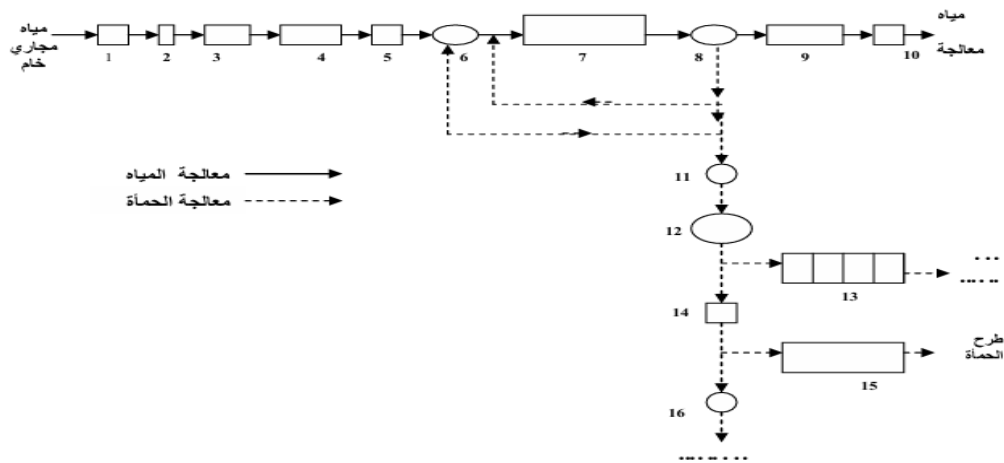 مياه
مجاري
خام
1
2
3
4
5
6
7
8
9
10
مياه
معالجة
معالجة المياه
معالجة الحمأة
11
12
13
14
طرح
الحمأة
15
16